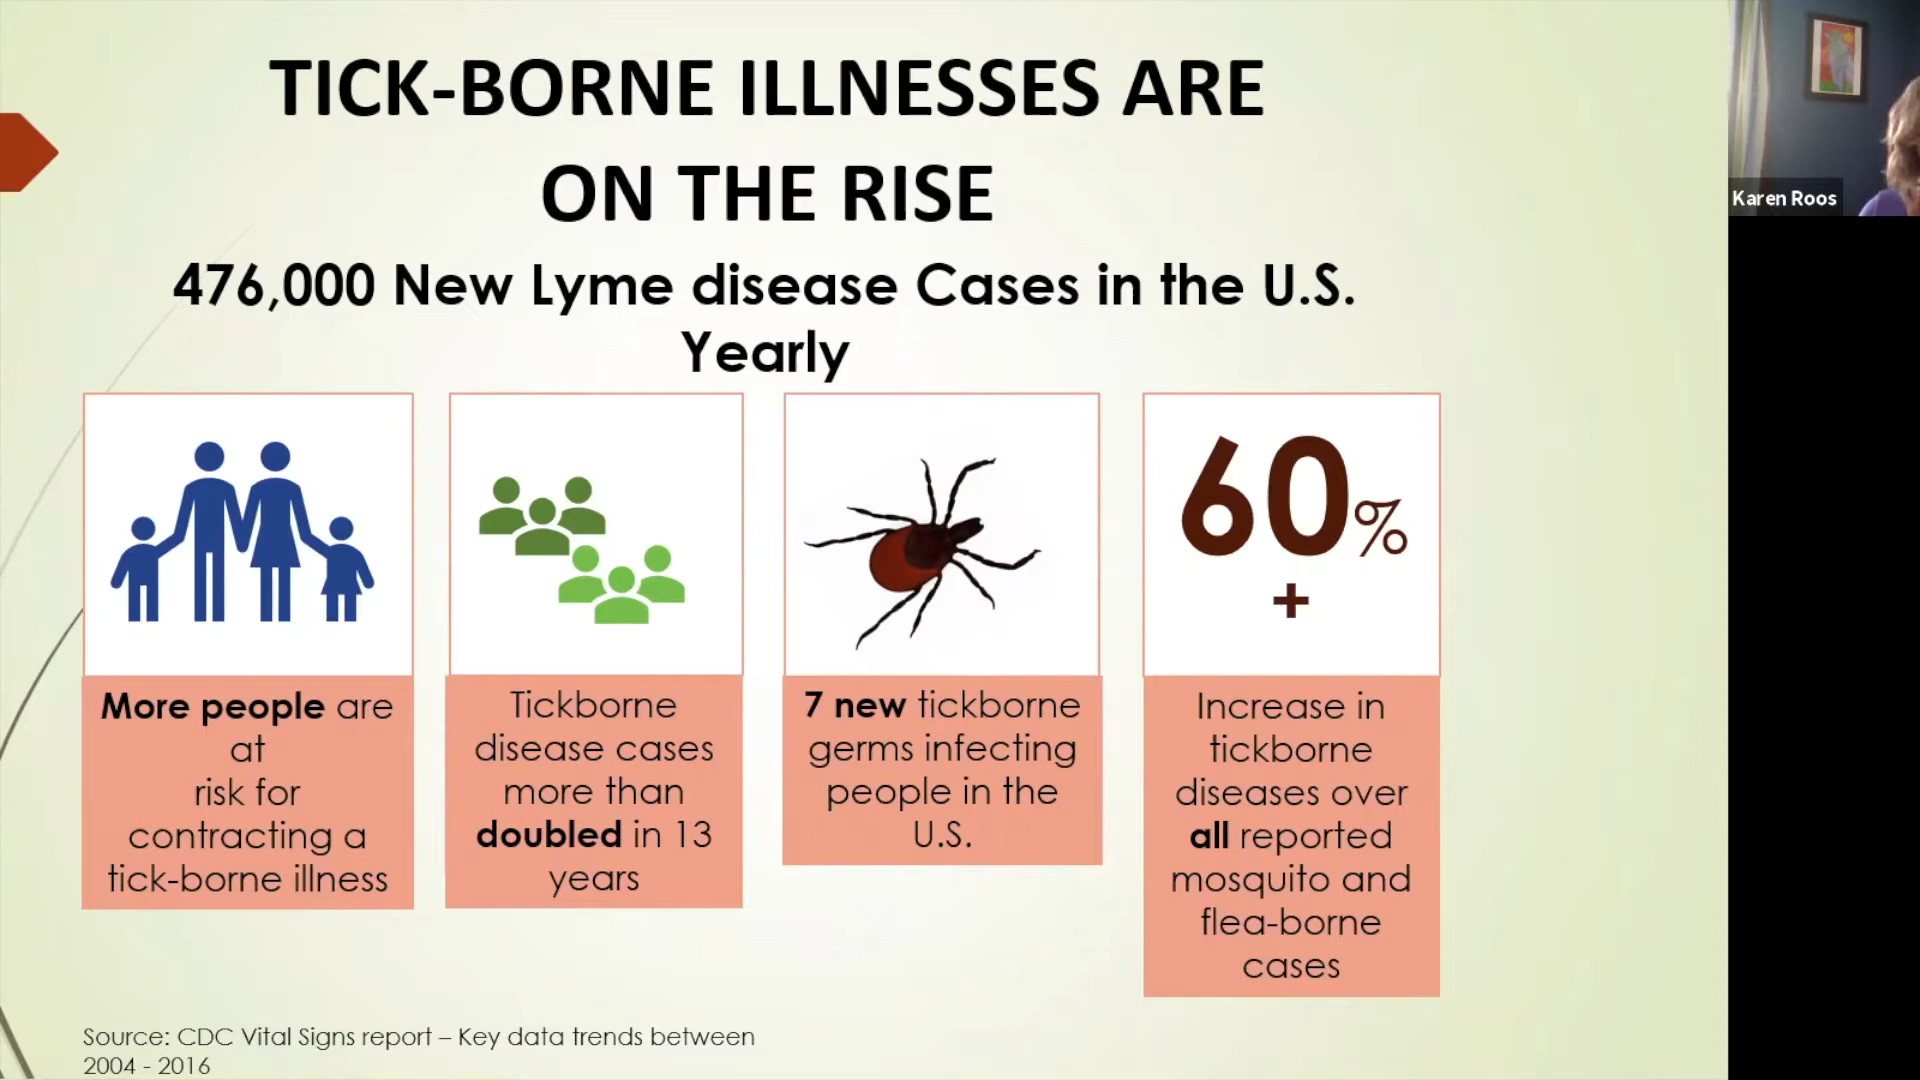 TICK-BORNE ILLNESSES ARE
ON THE RISE
476,000 New Lyme disease Cases in the U.S.
Yearly
More people are
at
risk for
contracting a
tick-borne illness
Tickborne
disease cases
more than
doubled in 13
years
7 new tickborne
germs infecting
people in the
U.S.
60%
+
Increase in
tickborne
diseases over
all reported
mosquito and
flea-borne
cases
Source: CDC Vital Signs report – Key data trends between
2004 - 2016
Karen Roos